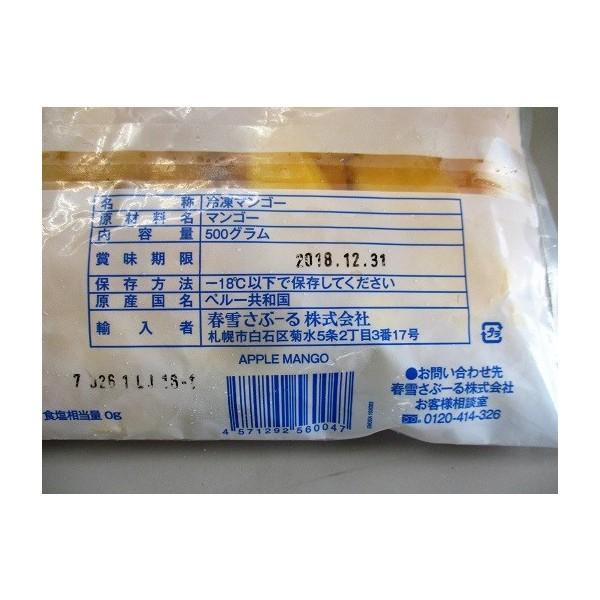 名称 冷凍マンゴー
原材料名 マンゴー
内容量 500グラム
賞味期限 2018.12.31
保存方法 −18℃以下で保存してください
原産国名 ペルー共和国
輸入者 春雪さぶーる株式会社
札幌市白石区菊水5条2丁目3番17号
プラ
APPLE MANGO
●お問い合わせ先
春雪さぶーる株式会社
お客様相談室
0120-414-326
食塩相当量 0g
4 571292 560047